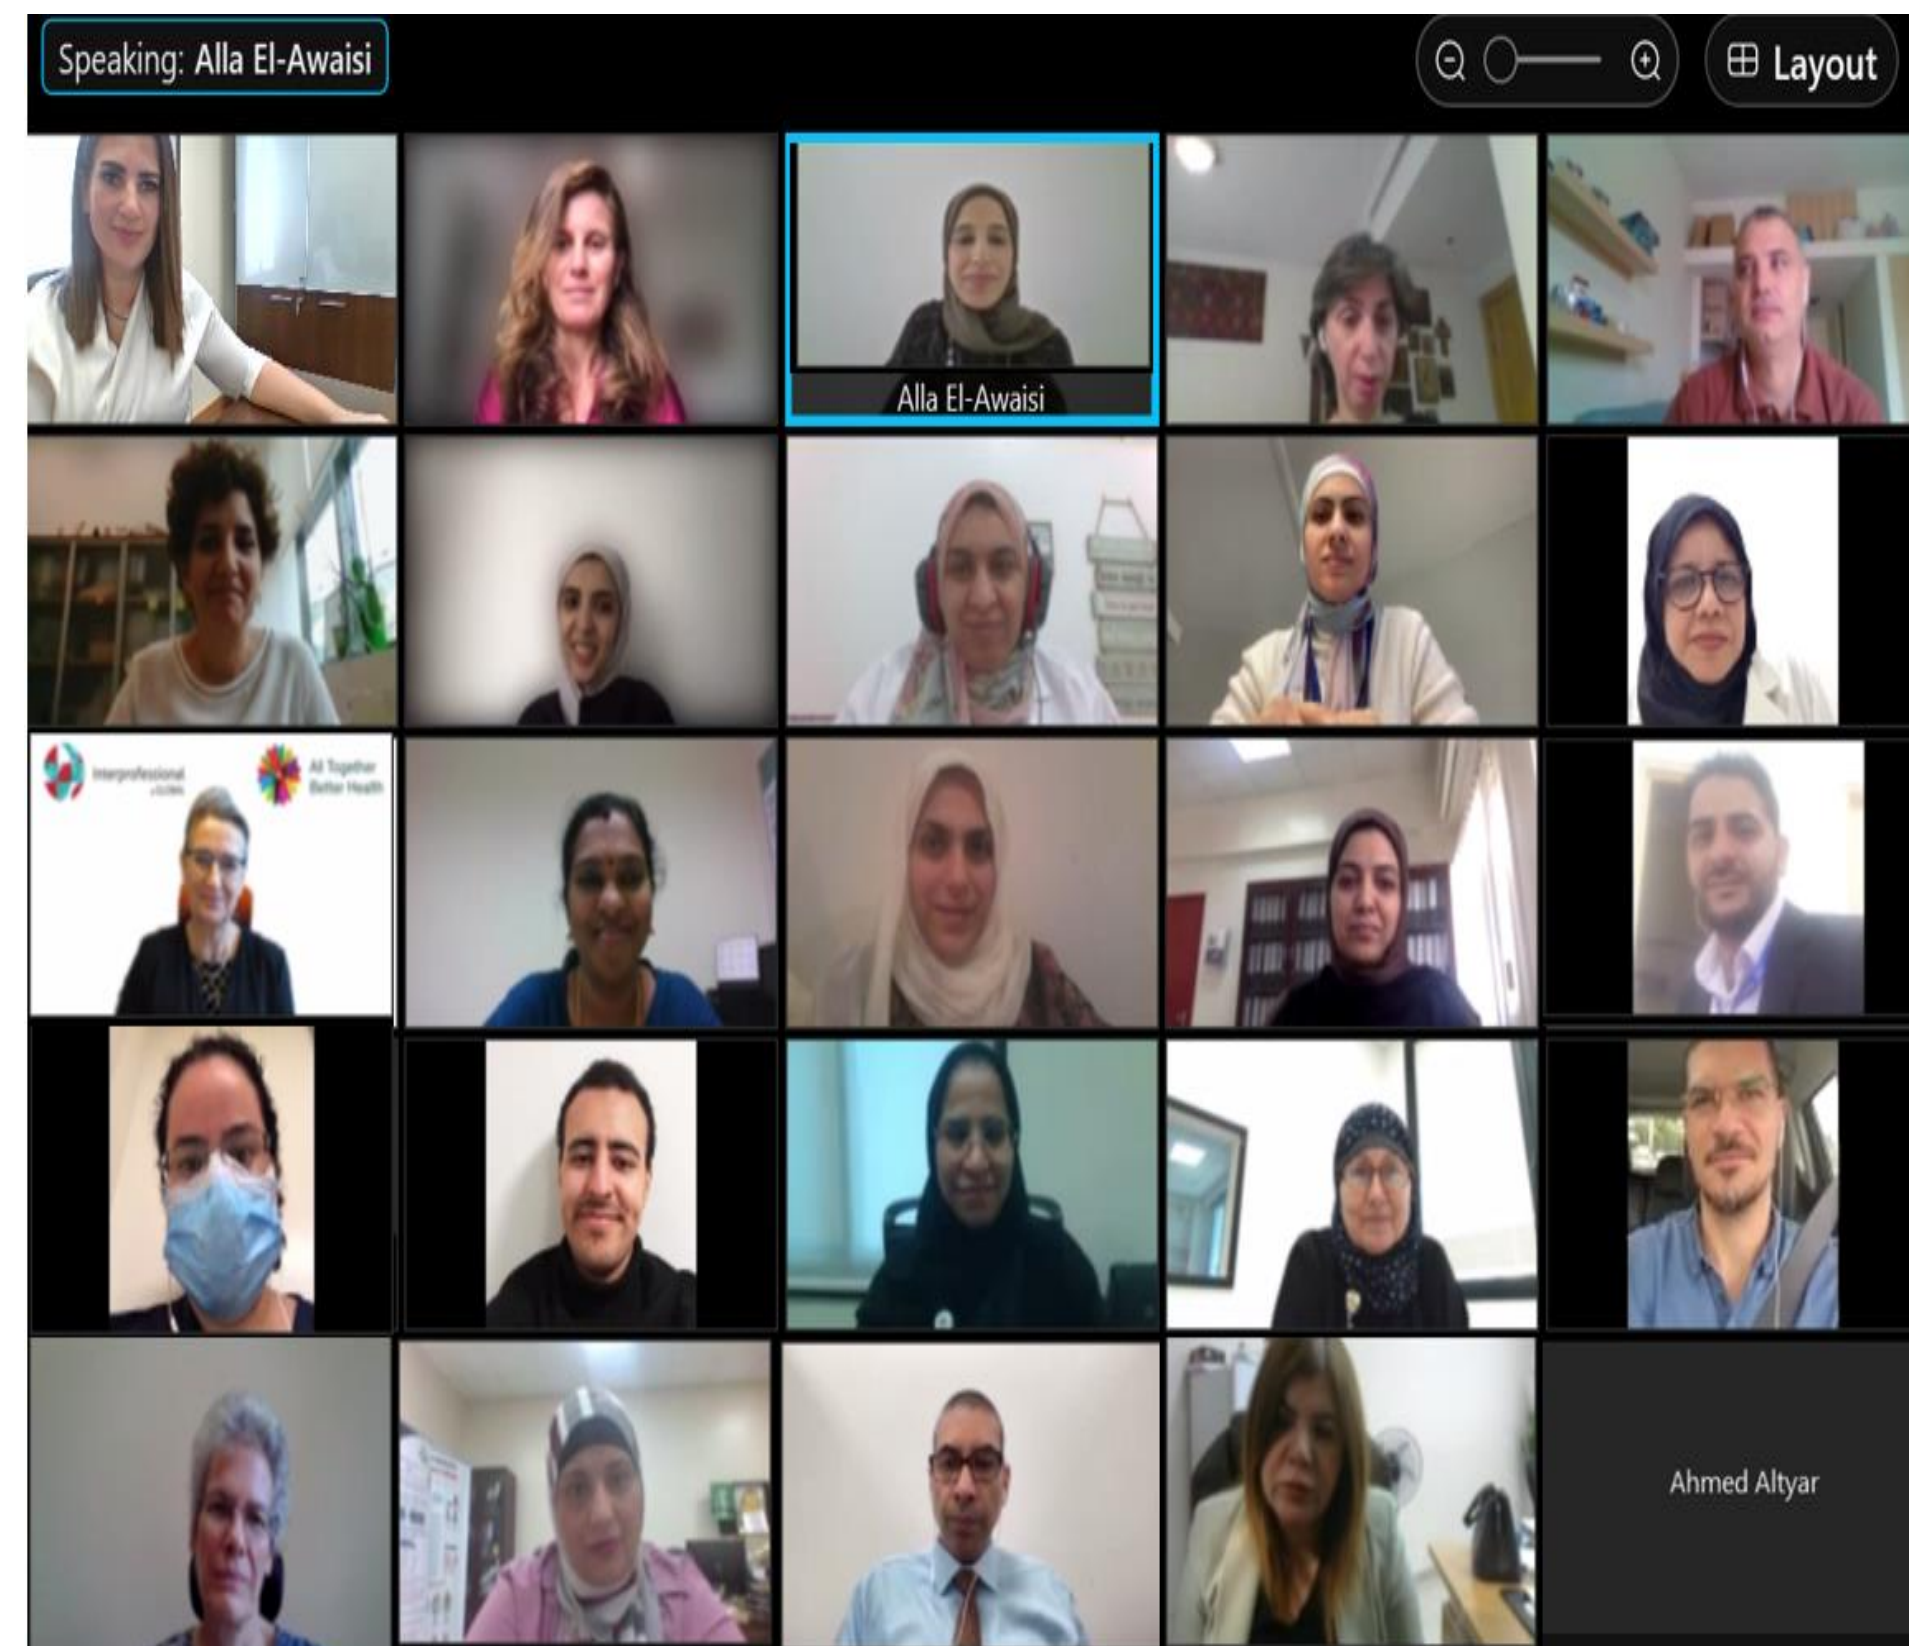 Speaking: Alla El-Awaisi
Layout
Alla El-Awaisi
Interprofessional
All Together
Better Health
Ahmed Altyar